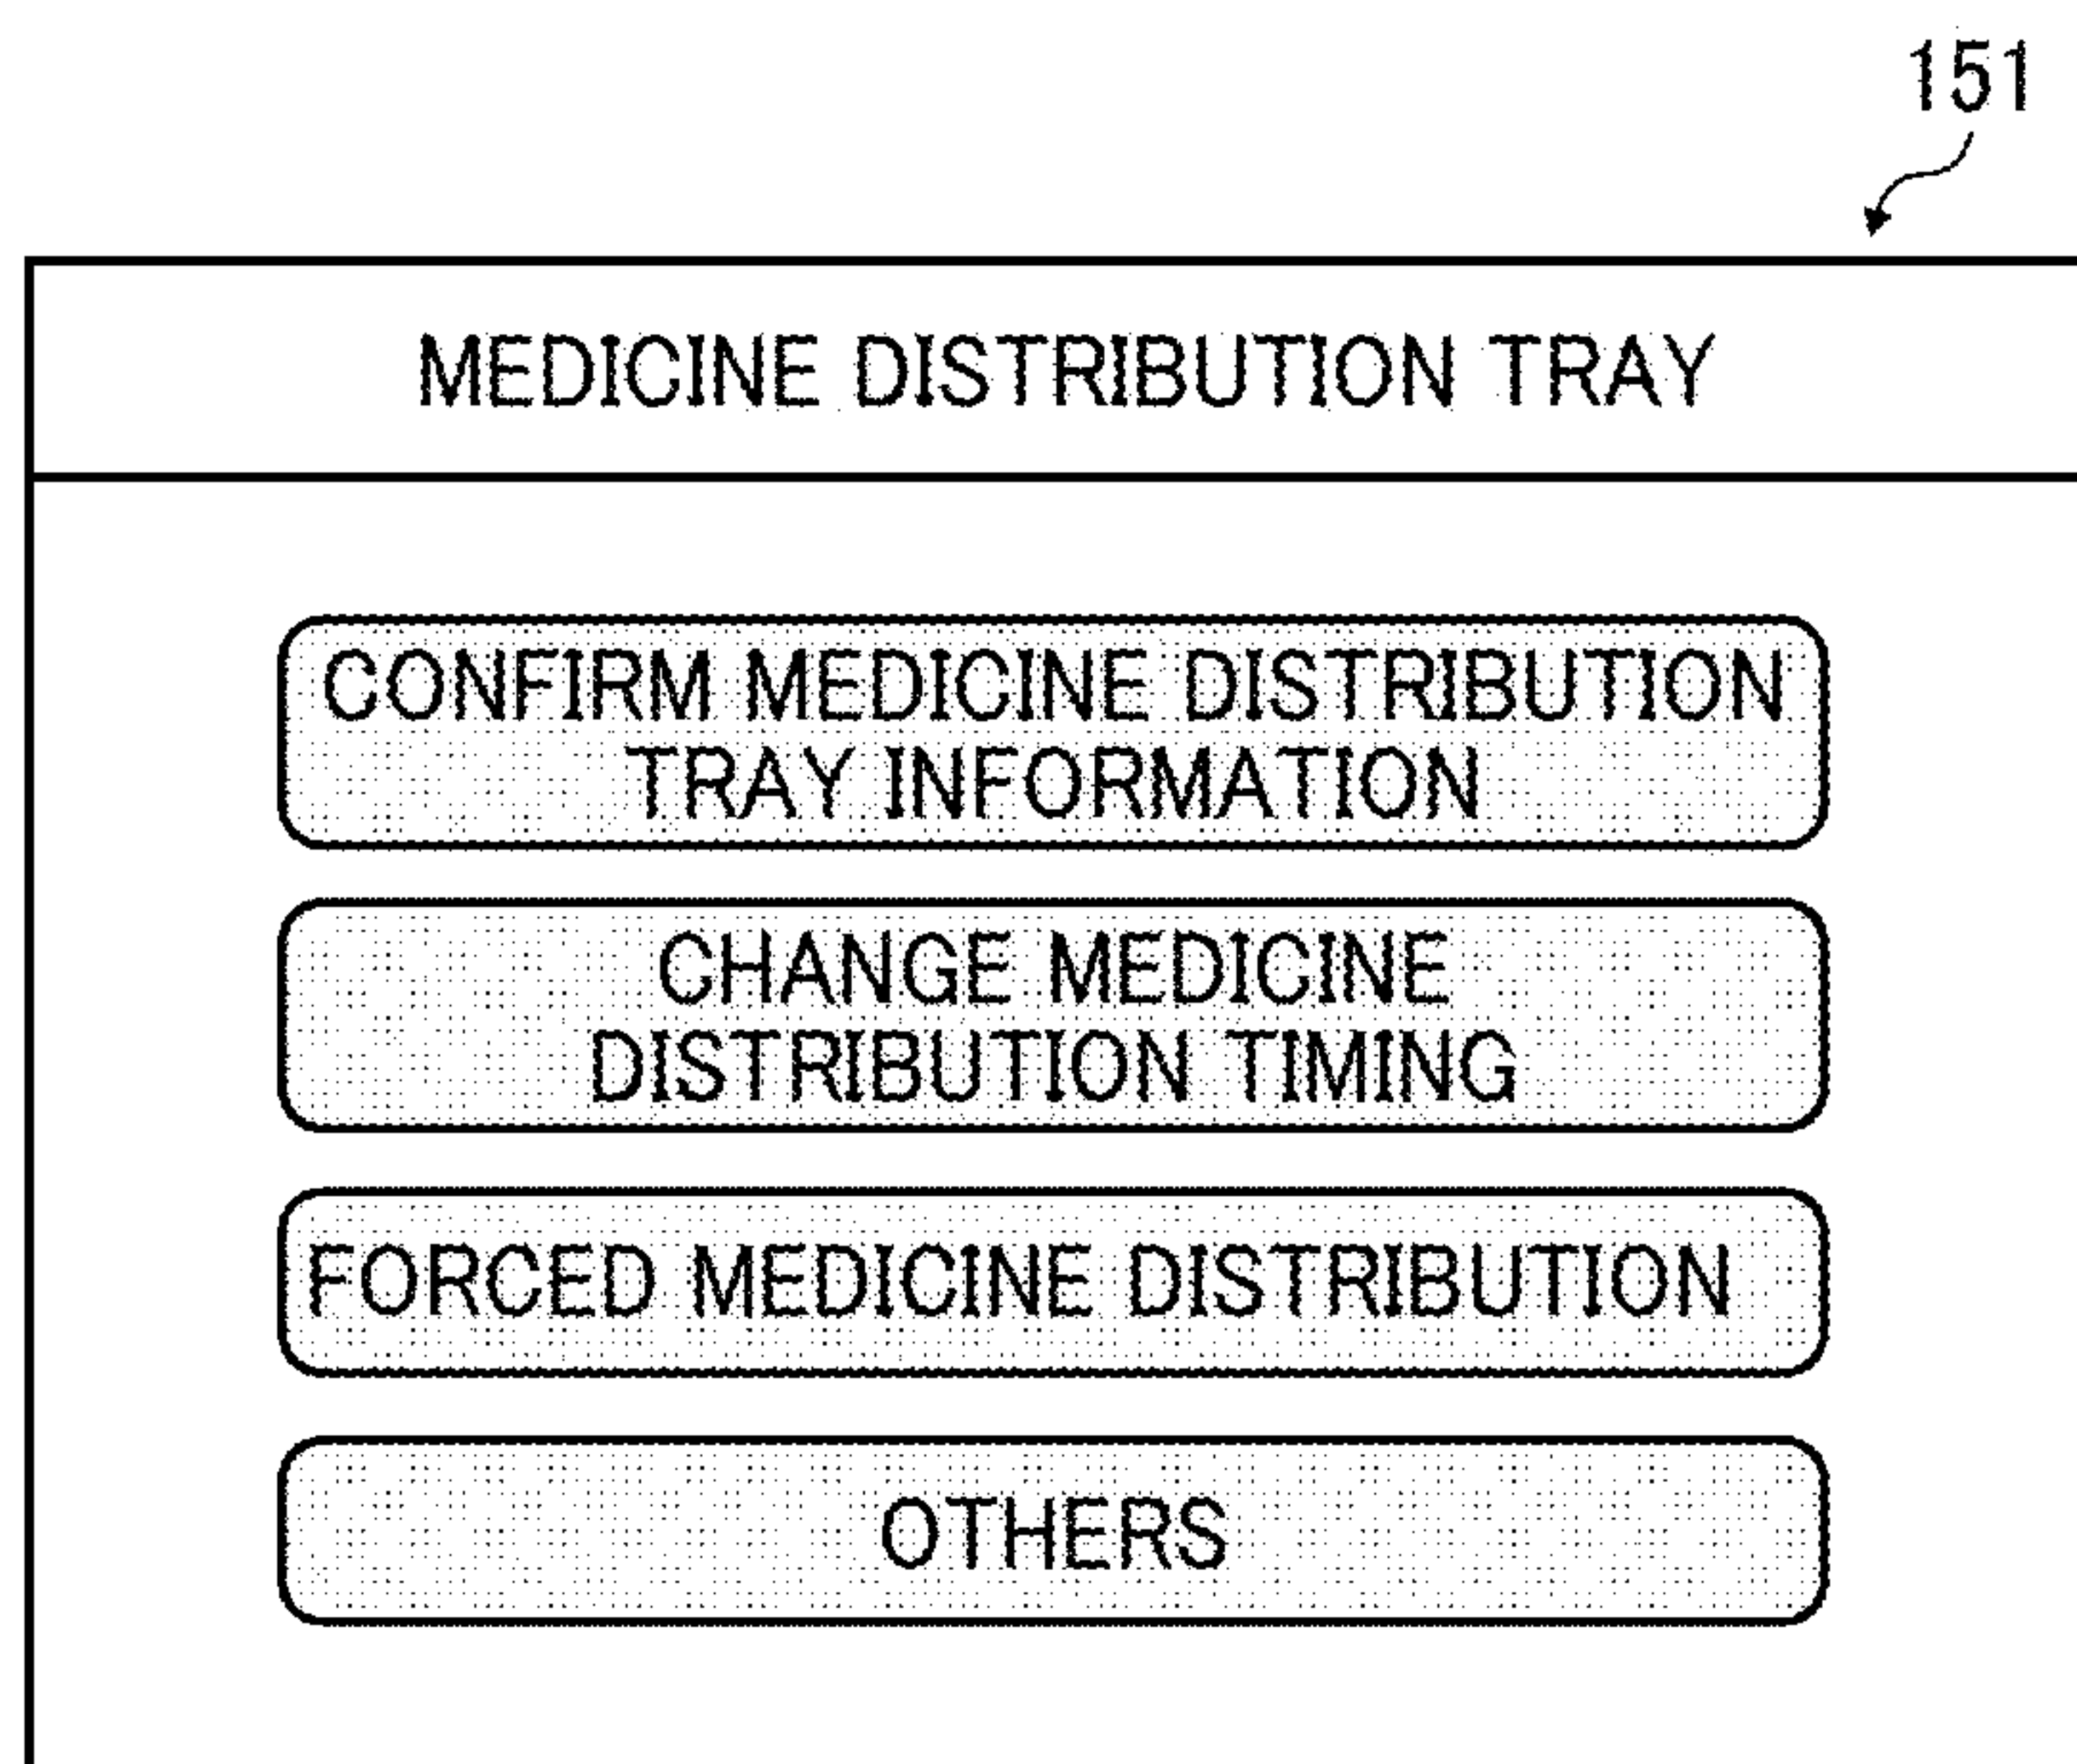 151
MEDICINE DISTRIBUTION TRAY
CONFIRM MEDICINE DISTRIBUTION
TRAY INFORMATION
CHANGE MEDICINE
DISTRIBUTION TIMING
FORCED MEDICINE DISTRIBUTION
OTHERS